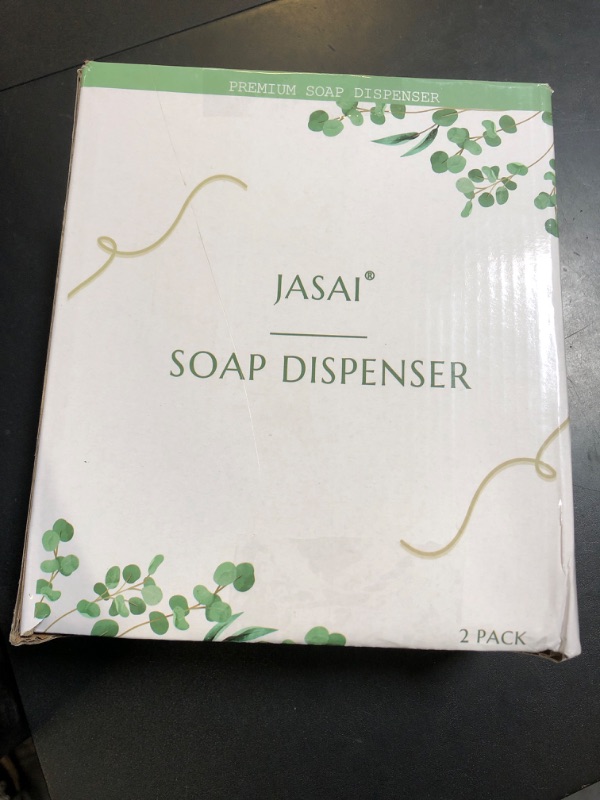 PREMIUM SOAP DISPENSER
JASAI®
SOAP DISPENSER
2 PACK